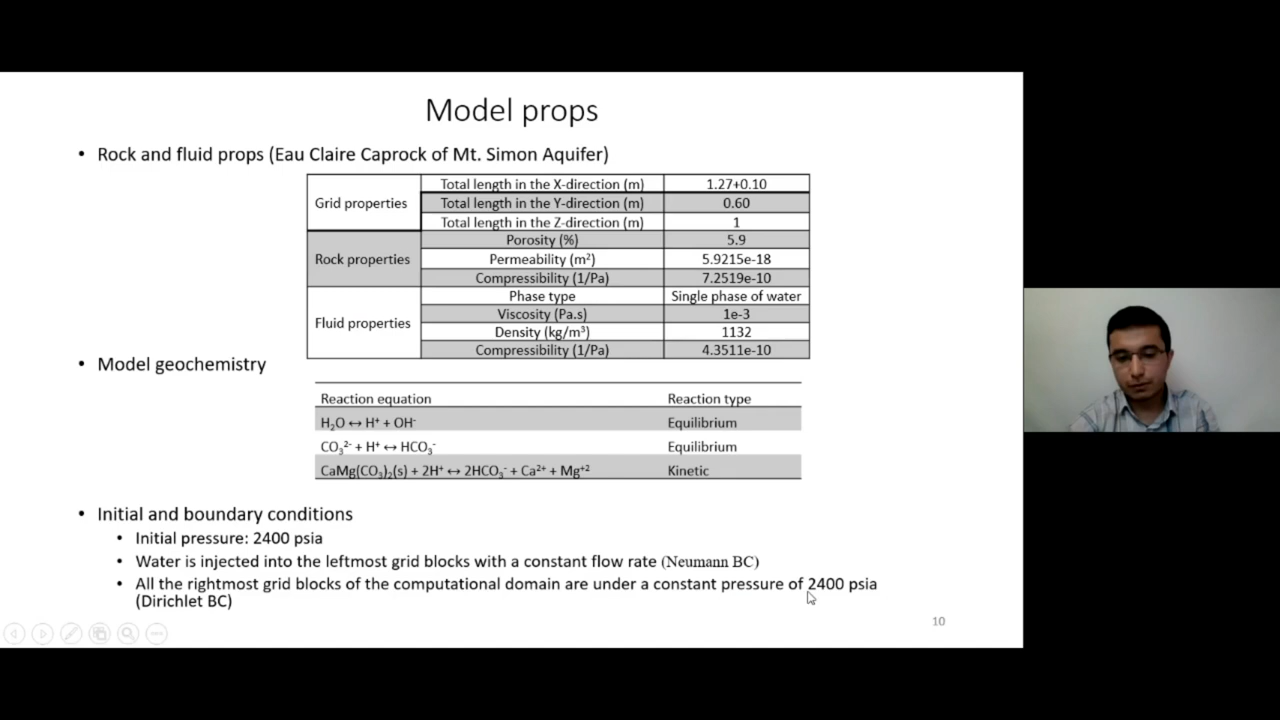 Model props
• Rock and fluid props (Eau Claire Caprock of Mt. Simon Aquifer)
Grid properties
Total length in the X-direction (m) 1.27+0.10
Total length in the Y-direction (m) 0.60
Total length in the Z-direction (m) 1
Rock properties
Porosity (%) 5.9
Permeability (m²) 5.9215e-18
Compressibility (1/Pa) 7.2519e-10
Fluid properties
Phase type Single phase of water
Viscosity (Pa.s) 1e-3
Density (kg/m³) 1132
Compressibility (1/Pa) 4.3511e-10
• Model geochemistry
Reaction equation Reaction type
H₂O ↔ H⁺ + OH⁻ Equilibrium
CO₃²⁻ + H⁺ ↔ HCO₃⁻ Equilibrium
CaMg(CO₃)₂(s) + 2H⁺ ↔ 2HCO₃⁻ + Ca²⁺ + Mg⁺² Kinetic
• Initial and boundary conditions
• Initial pressure: 2400 psia
• Water is injected into the leftmost grid blocks with a constant flow rate (Neumann BC)
• All the rightmost grid blocks of the computational domain are under a constant pressure of 2400 psia
(Dirichlet BC)
10